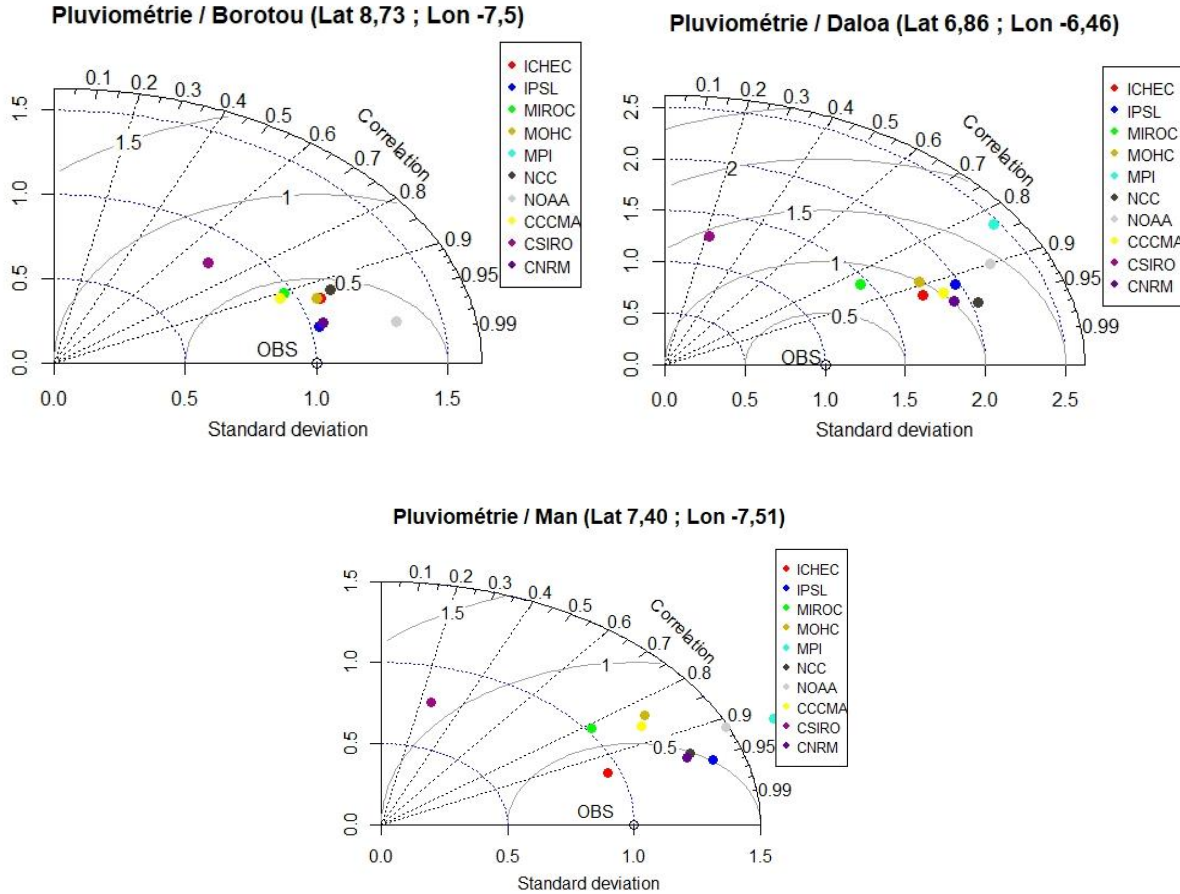 Pluviométrie / Borotou (Lat 8,73 ; Lon -7,5)
0.1 0.2 0.3 0.4 0.5 0.6 0.7 0.8 0.9 0.95 0.99
Correlation
1.5 1 0.5
1.5
1.0
0.5
0.0
OBS
0.0 0.5 1.0 1.5
Standard deviation
ICHEC
IPSL
MIROC
MOHC
MPI
NCC
NOAA
CCCMA
CSIRO
CNRM
Pluviométrie / Daloa (Lat 6,86 ; Lon -6,46)
0.1 0.2 0.3 0.4 0.5 0.6 0.7 0.8 0.9 0.95 0.99
Correlation
2 1.5 1 0.5
2.5
2.0
1.5
1.0
0.5
0.0
OBS
0.0 0.5 1.0 1.5 2.0 2.5
Standard deviation
ICHEC
IPSL
MIROC
MOHC
MPI
NCC
NOAA
CCCMA
CSIRO
CNRM
Pluviométrie / Man (Lat 7,40 ; Lon -7,51)
0.1 0.2 0.3 0.4 0.5 0.6 0.7 0.8 0.9 0.95 0.99
Correlation
1.5 1 0.5
1.5
1.0
0.5
0.0
OBS
0.0 0.5 1.0 1.5
Standard deviation
ICHEC
IPSL
MIROC
MOHC
MPI
NCC
NOAA
CCCMA
CSIRO
CNRM